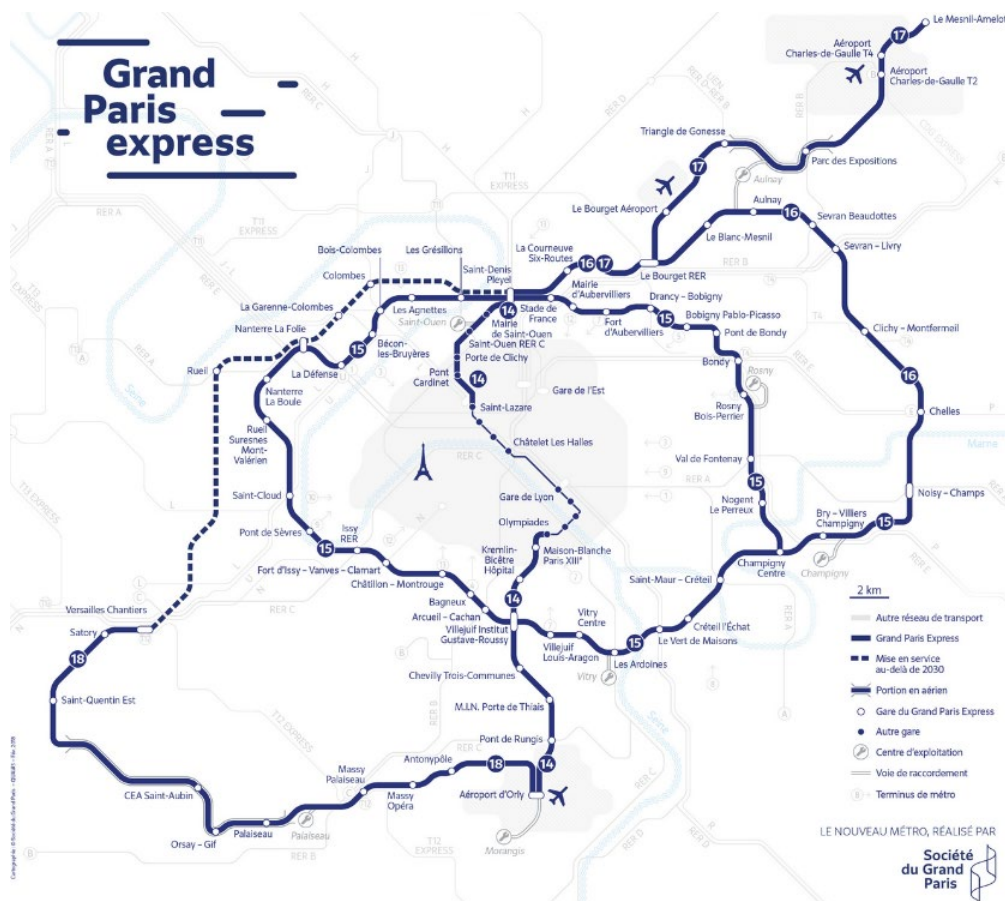 Grand
Paris
express
Le Mesnil-Amelot
17
Aéroport
Charles-de-Gaulle T4
Aéroport
Charles-de-Gaulle T2
Triangle de Gonesse
Parc des Expositions
17
Aulnay
Le Bourget Aéroport
Aulnay
16
Sevran Beaudottes
Le Blanc-Mesnil
Sevran – Livry
Le Bourget RER
La Courneuve
Six-Routes
16
17
Bois-Colombes
Les Grésillons
Colombes
Saint-Denis
Pleyel
Mairie
d'Aubervilliers
Drancy – Bobigny
La Garenne-Colombes
Les Agnettes
14
Stade de
France
Fort
d'Aubervilliers
15
Bobigny Pablo-Picasso
Saint-Ouen
Mairie
de Saint-Ouen
Saint-Ouen RER C
Pont de Bondy
Clichy – Montfermeil
Nanterre La Folie
15
Bécon-
les-Bruyères
Porte de Clichy
Bondy
Rosny
Rueil
La Défense
Pont
Cardinet
14
Gare de l'Est
16
Nanterre
La Boule
Saint-Lazare
Rosny
Bois-Perrier
Chelles
Rueil
Suresnes
Mont-
Valérien
Châtelet Les Halles
Marne
Val de Fontenay
Saint-Cloud
Gare de Lyon
15
Noisy – Champs
Nogent
Le Perreux
Bry – Villiers
Champigny
15
Pont de Sèvres
Issy
RER
Olympiades
15
Kremlin-
Bicêtre
Hôpital
Maison-Blanche
Paris XIIIe
Fort d'Issy – Vanves – Clamart
Champigny
Centre
Champigny
Châtillon – Montrouge
Saint-Maur – Créteil
Bagneux
14
Arcueil – Cachan
Vitry
Centre
Créteil l'Échat
Versailles Chantiers
Villejuif Institut
Gustave-Roussy
Villejuif
Louis-Aragon
15
Le Vert de Maisons
Satory
Les Ardoines
18
Vitry
Chevilly Trois-Communes
Saint-Quentin Est
M.I.N. Porte de Thiais
Seine
Pont de Rungis
Antonypôle
18
14
Massy
Palaiseau
Massy
Opéra
Aéroport d'Orly
CEA Saint-Aubin
Palaiseau
Palaiseau
Orsay – Gif
Morangis
2 km
Autre réseau de transport
Grand Paris Express
Mise en service
au-delà de 2030
Portion en aérien
Gare du Grand Paris Express
Autre gare
Centre d'exploitation
Voie de raccordement
Terminus de métro
LE NOUVEAU MÉTRO, RÉALISÉ PAR
Société
du Grand
Paris